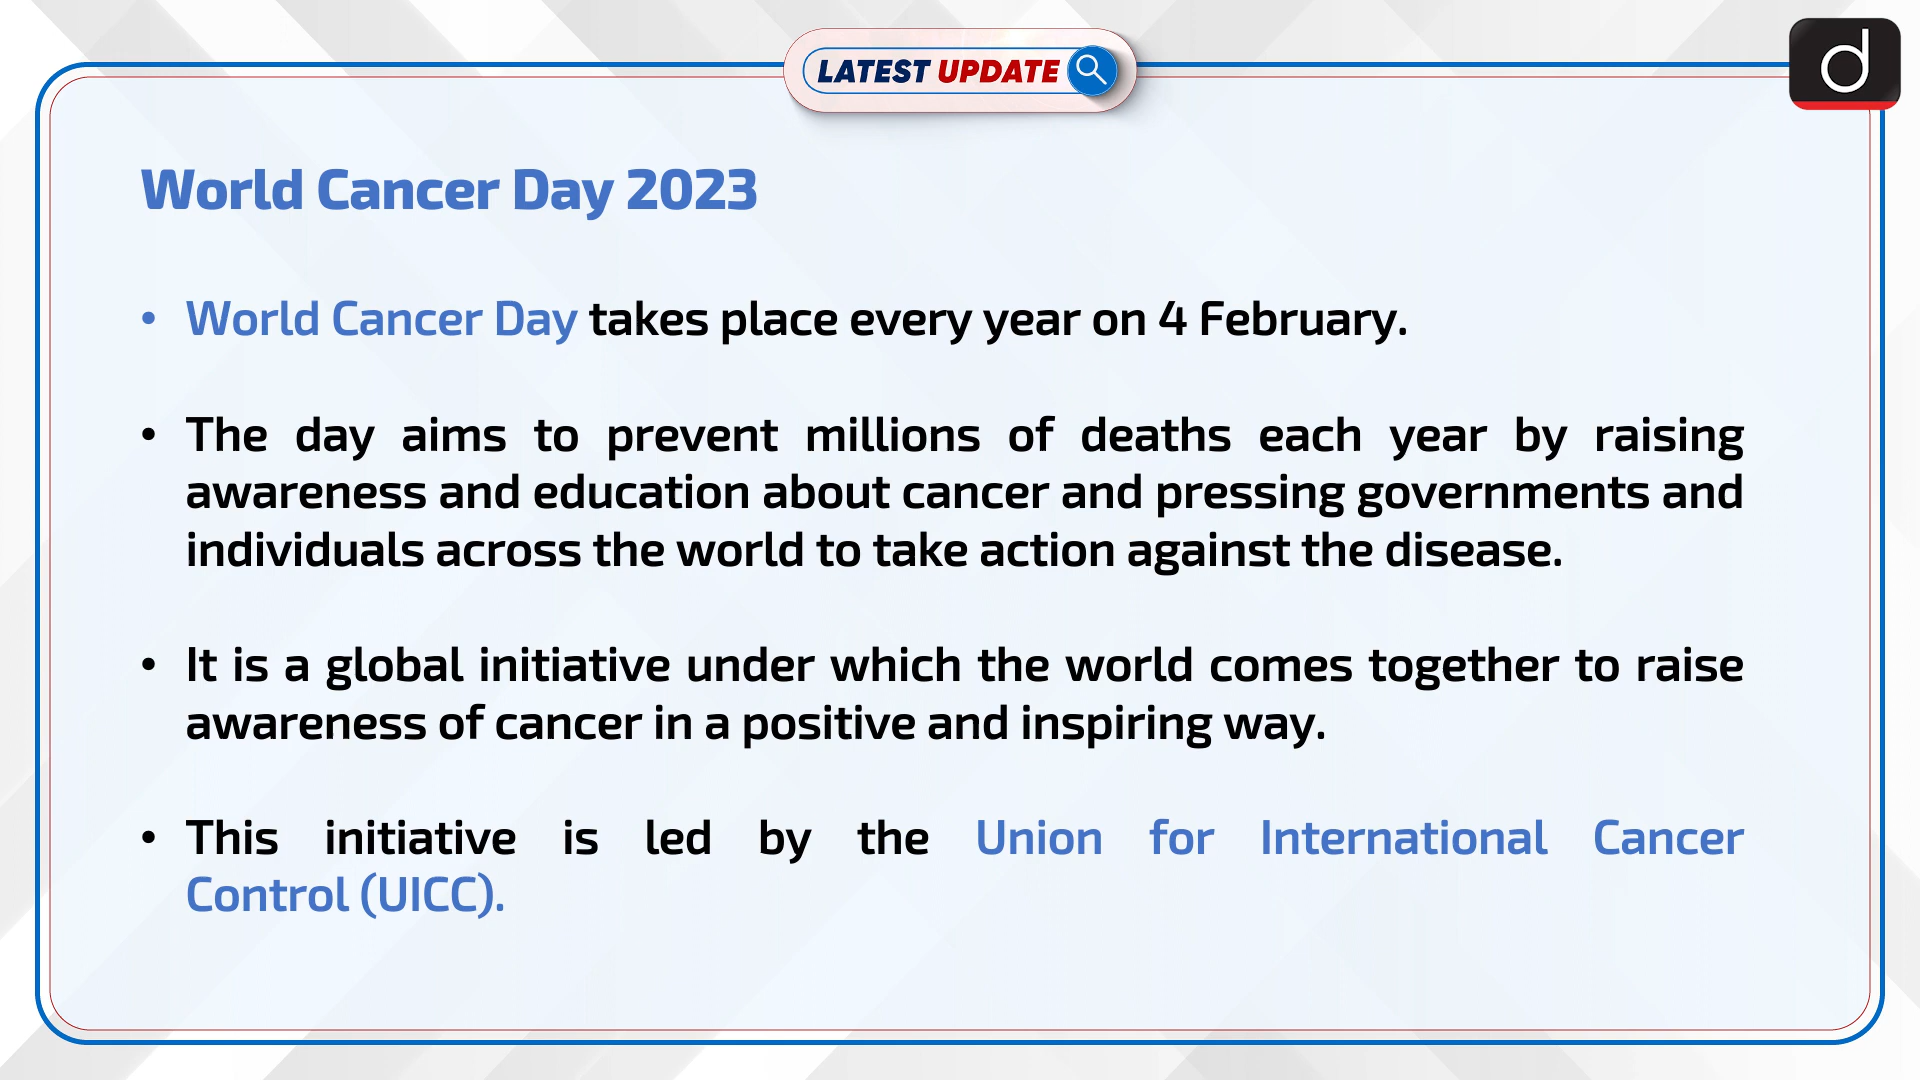 LATEST UPDATE
d
World Cancer Day 2023
• World Cancer Day takes place every year on 4 February.
• The day aims to prevent millions of deaths each year by raising
awareness and education about cancer and pressing governments and
individuals across the world to take action against the disease.
• It is a global initiative under which the world comes together to raise
awareness of cancer in a positive and inspiring way.
• This initiative is led by the Union for International Cancer
Control (UICC).